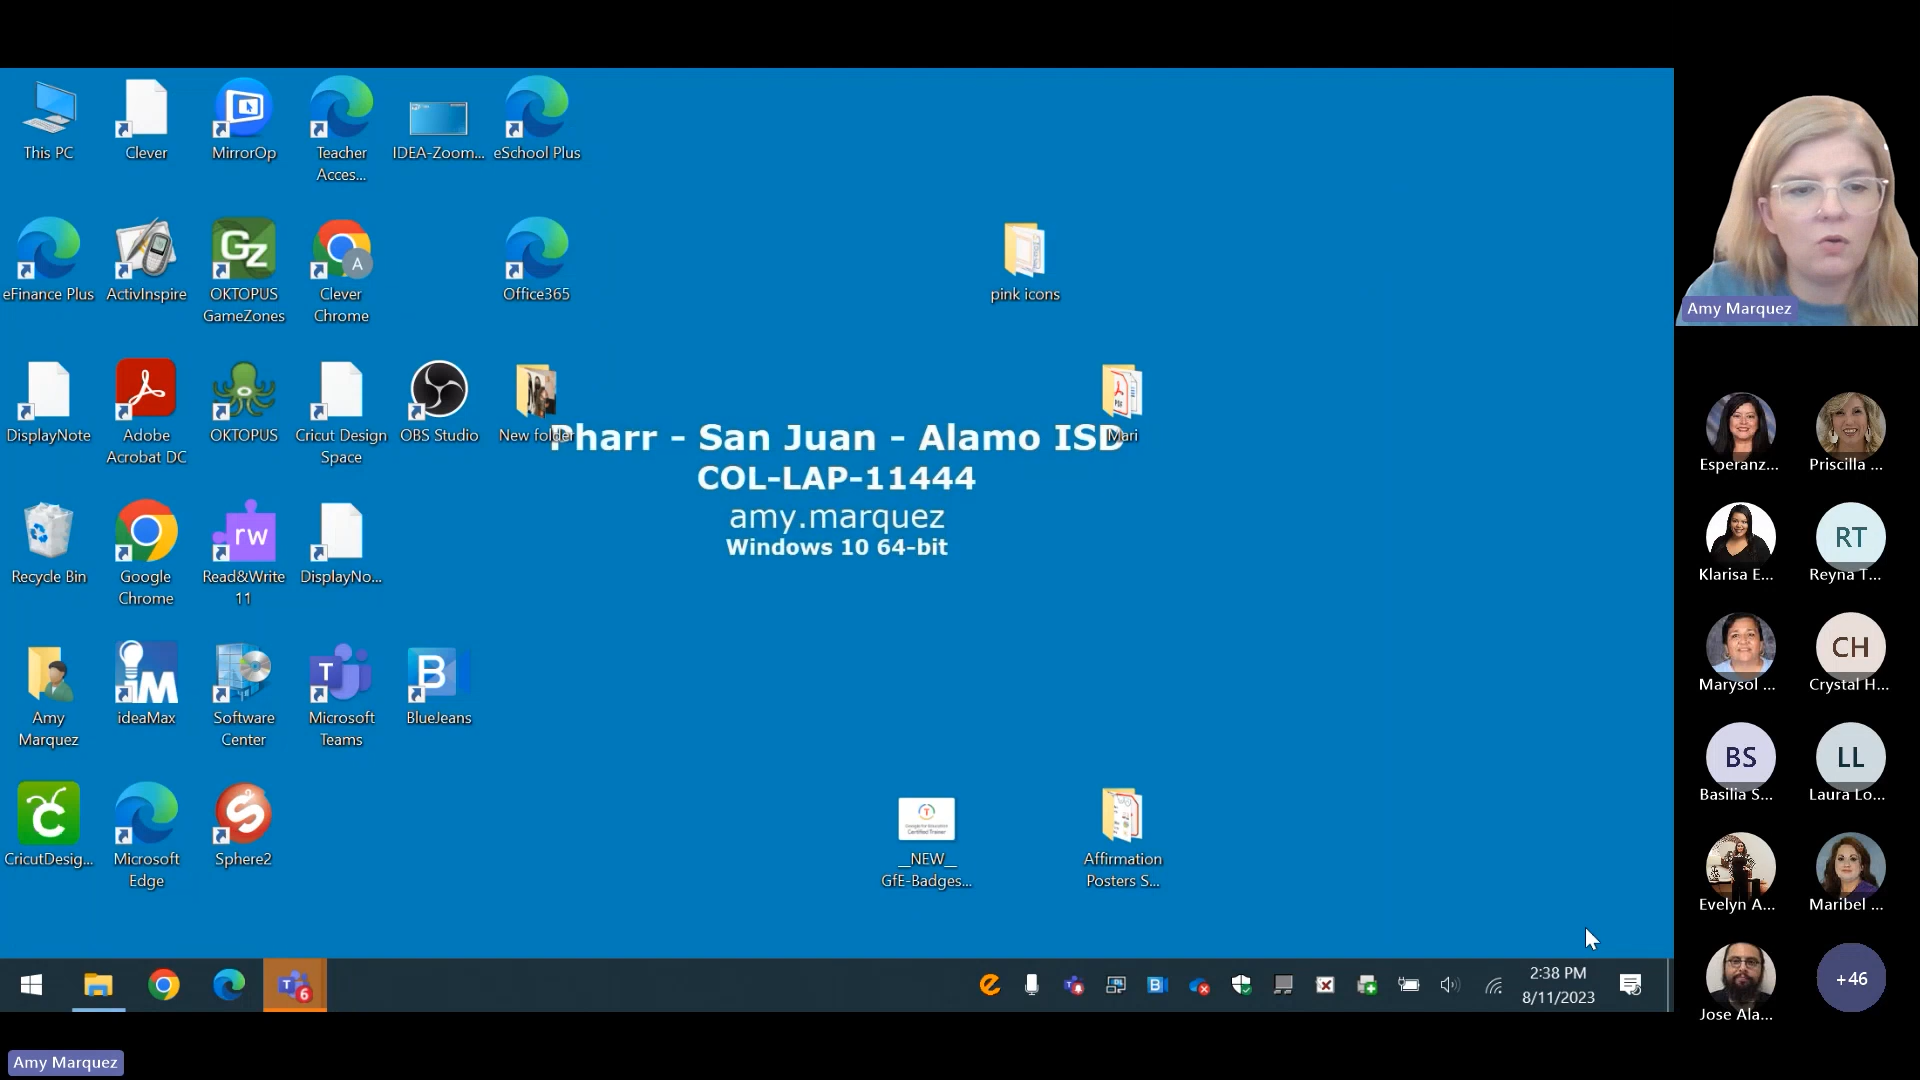 This PC
Clever
MirrorOp
Teacher
Acces...
IDEA-Zoom...
eSchool Plus
eFinance Plus
ActivInspire
Gz
OKTOPUS
GameZones
A
Clever
Chrome
Office365
pink icons
DisplayNote
Adobe
Acrobat DC
OKTOPUS
Cricut Design
Space
OBS Studio
New folder
Mari
Pharr - San Juan - Alamo ISD
COL-LAP-11444
amy.marquez
Windows 10 64-bit
Recycle Bin
Google
Chrome
rw
Read&Write
11
DisplayNo...
Amy
Marquez
iM
ideaMax
Software
Center
T
Microsoft
Teams
B
BlueJeans
CricutDesig...
Microsoft
Edge
S
Sphere2
__NEW__
GfE-Badges...
Affirmation
Posters S...
6
2:38 PM
8/11/2023
Amy Marquez
Amy Marquez
Esperanz...
Priscilla ...
Klarisa E...
RT
Reyna T...
Marysol ...
CH
Crystal H...
BS
Basilia S...
LL
Laura Lo...
Evelyn A...
Maribel ...
Jose Ala...
+46